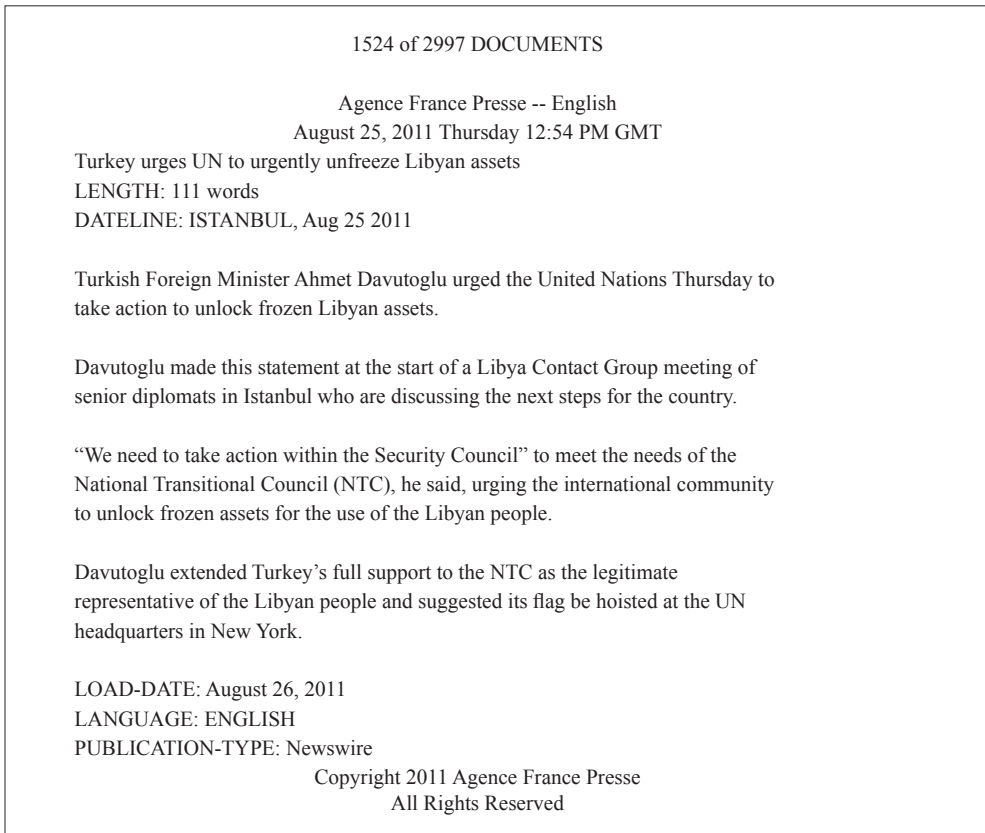 1524 of 2997 DOCUMENTS
Agence France Presse -- English
August 25, 2011 Thursday 12:54 PM GMT
Turkey urges UN to urgently unfreeze Libyan assets
LENGTH: 111 words
DATELINE: ISTANBUL, Aug 25 2011
Turkish Foreign Minister Ahmet Davutoglu urged the United Nations Thursday to
take action to unlock frozen Libyan assets.
Davutoglu made this statement at the start of a Libya Contact Group meeting of
senior diplomats in Istanbul who are discussing the next steps for the country.
“We need to take action within the Security Council” to meet the needs of the
National Transitional Council (NTC), he said, urging the international community
to unlock frozen assets for the use of the Libyan people.
Davutoglu extended Turkey’s full support to the NTC as the legitimate
representative of the Libyan people and suggested its flag be hoisted at the UN
headquarters in New York.
LOAD-DATE: August 26, 2011
LANGUAGE: ENGLISH
PUBLICATION-TYPE: Newswire
Copyright 2011 Agence France Presse
All Rights Reserved